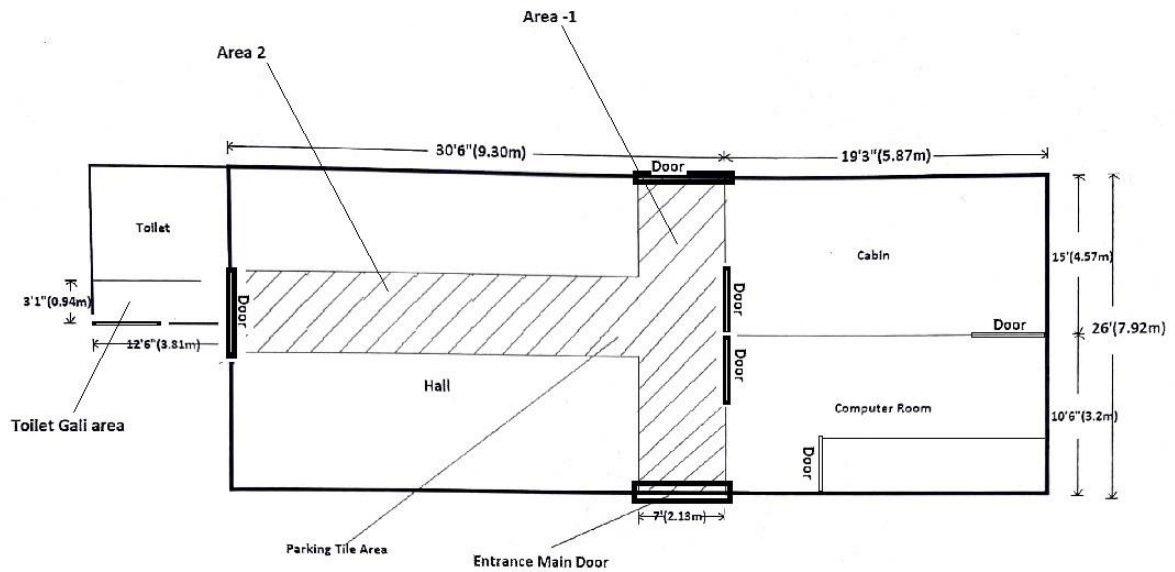 Area -1
Area 2
30'6"(9.30m)
19'3"(5.87m)
Door
Toilet
Cabin
15'(4.57m)
3'1"(0.94m)
Door
Door
Door
26'(7.92m)
12'6"(3.81m)
Door
Hall
Computer Room
10'6"(3.2m)
Toilet Gali area
Door
7'(2.13m)
Parking Tile Area
Entrance Main Door